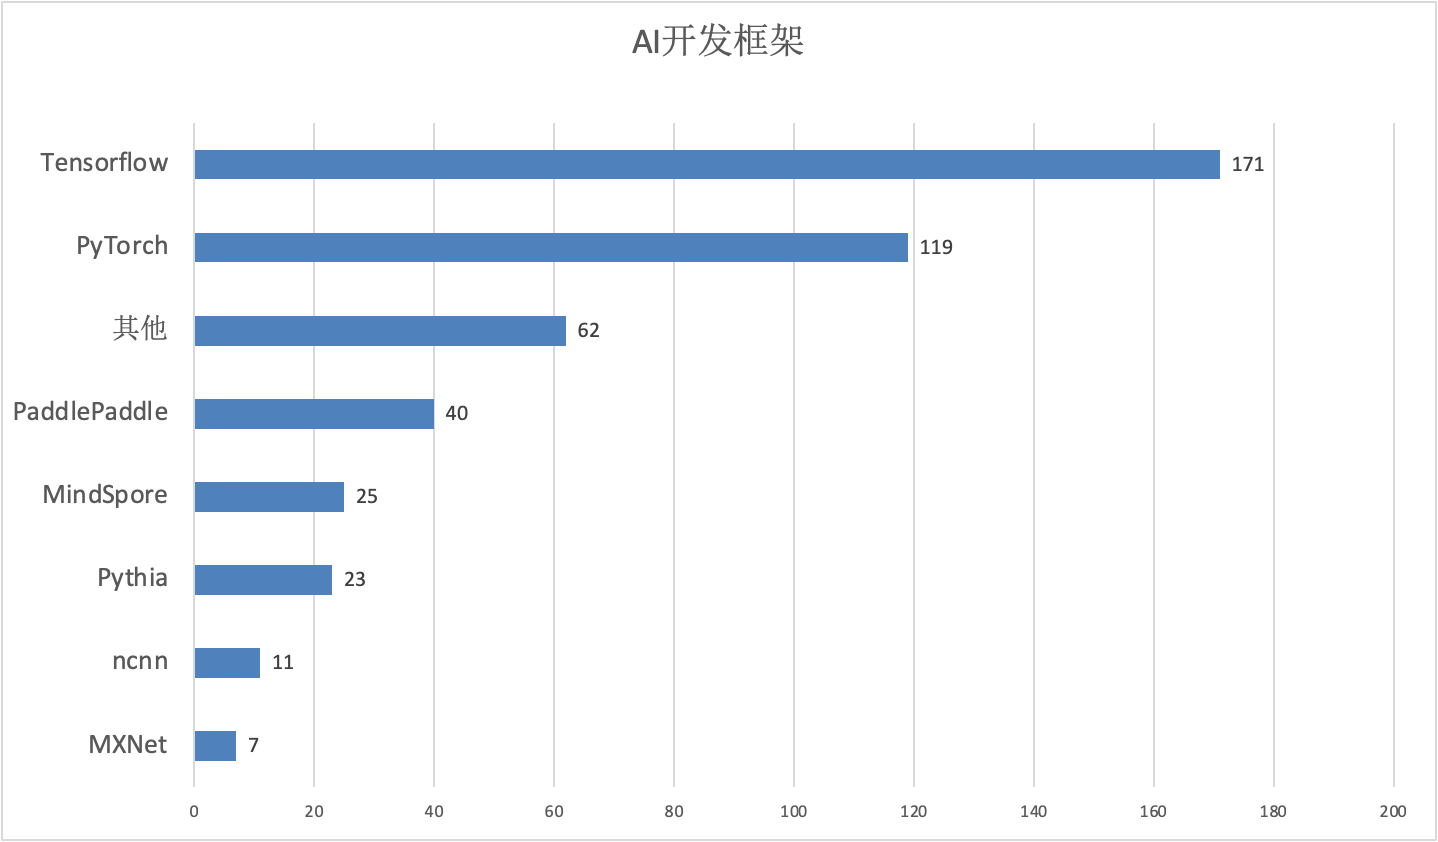 AI开发框架
Tensorflow 171
PyTorch 119
其他 62
PaddlePaddle 40
MindSpore 25
Pythia 23
ncnn 11
MXNet 7
0 20 40 60 80 100 120 140 160 180 200